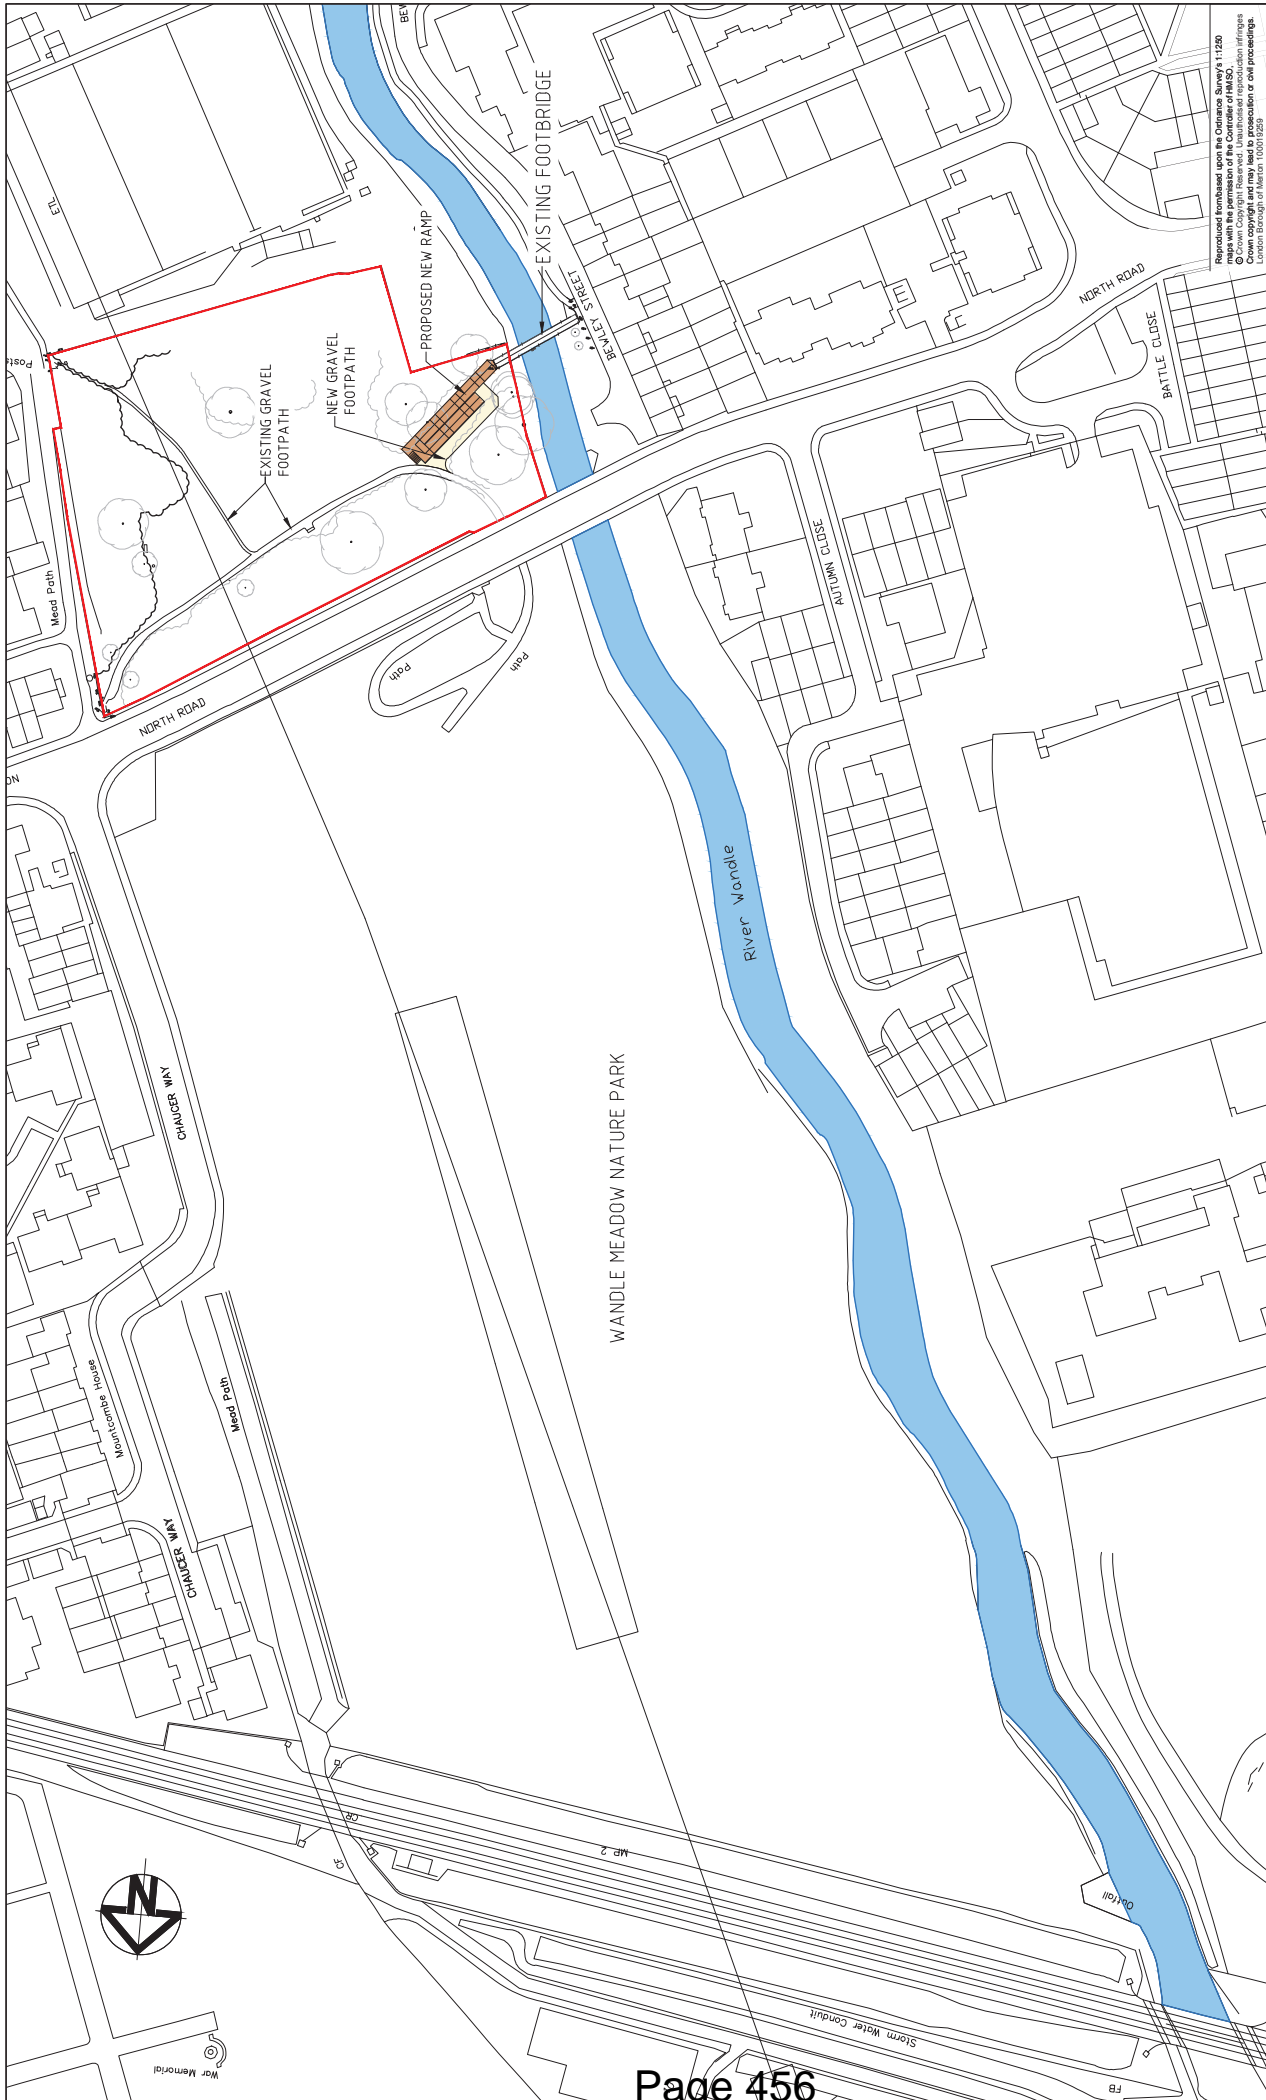 Reproduced from/based upon the Ordnance Survey's 1:1250
maps with the permission of the Controller of HMSO.
© Crown Copyright Reserved. Unauthorised reproduction infringes
Crown copyright and may lead to prosecution or civil proceedings.
London Borough of Merton 100019259
ETL
Posts
EXISTING FOOTBRIDGE
PROPOSED NEW RAMP
NEW GRAVEL
FOOTPATH
EXISTING GRAVEL
FOOTPATH
BEWLEY STREET
NORTH ROAD
BATTLE CLOSE
AUTUMN CLOSE
Mead Path
Path
Path
NORTH ROAD
River Wandle
CHAUCER WAY
WANDLE MEADOW NATURE PARK
Mountcombe House
Mead Path
CHAUCER WAY
CR
CF
MP 2
N
Outfall
Storm Water Conduit
War Memorial
FB
Page 456